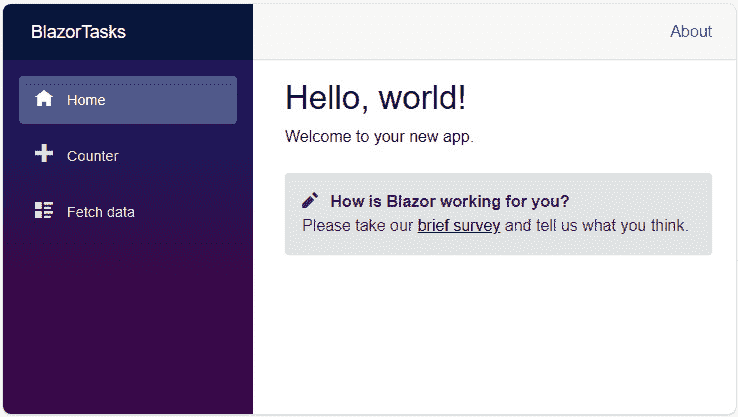 BlazorTasks
About
Home
Counter
Fetch data
Hello, world!
Welcome to your new app.
How is Blazor working for you?
Please take our brief survey and tell us what you think.